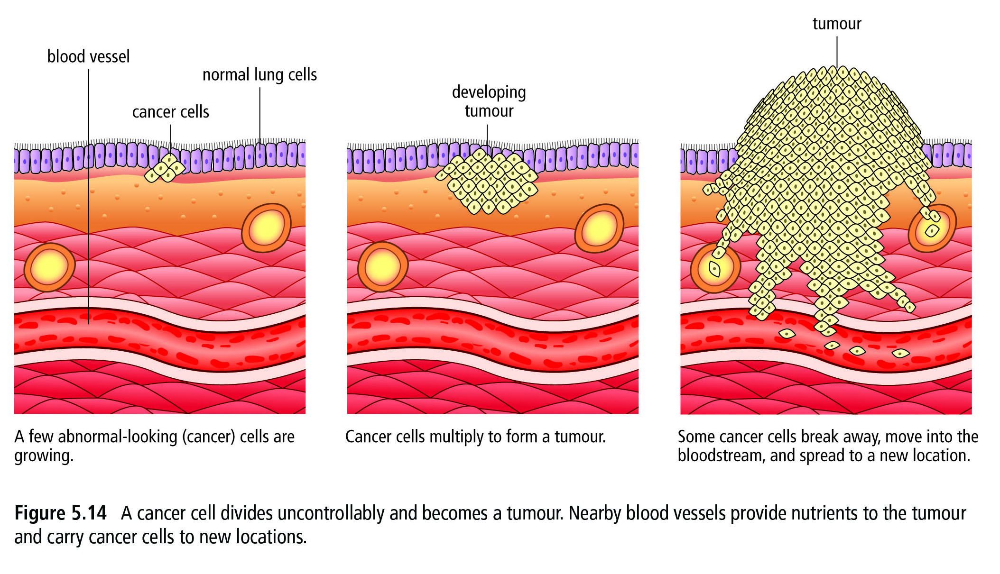 blood vessel
cancer cells
normal lung cells
developing
tumour
tumour
A few abnormal-looking (cancer) cells are
growing.
Cancer cells multiply to form a tumour.
Some cancer cells break away, move into the
bloodstream, and spread to a new location.
Figure 5.14 A cancer cell divides uncontrollably and becomes a tumour. Nearby blood vessels provide nutrients to the tumour
and carry cancer cells to new locations.